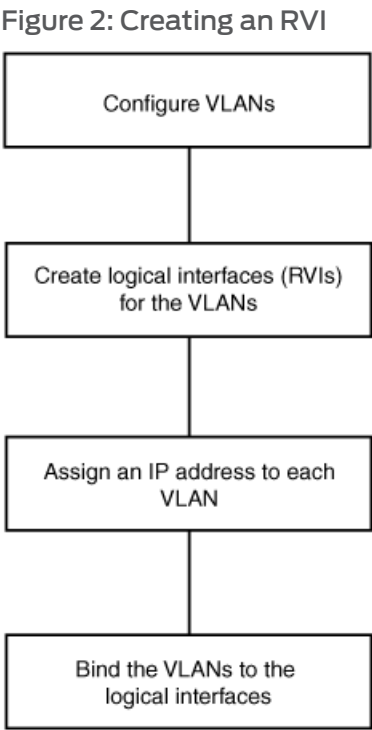 Figure 2: Creating an RVI
Configure VLANs
Create logical interfaces (RVIs)
for the VLANs
Assign an IP address to each
VLAN
Bind the VLANs to the
logical interfaces